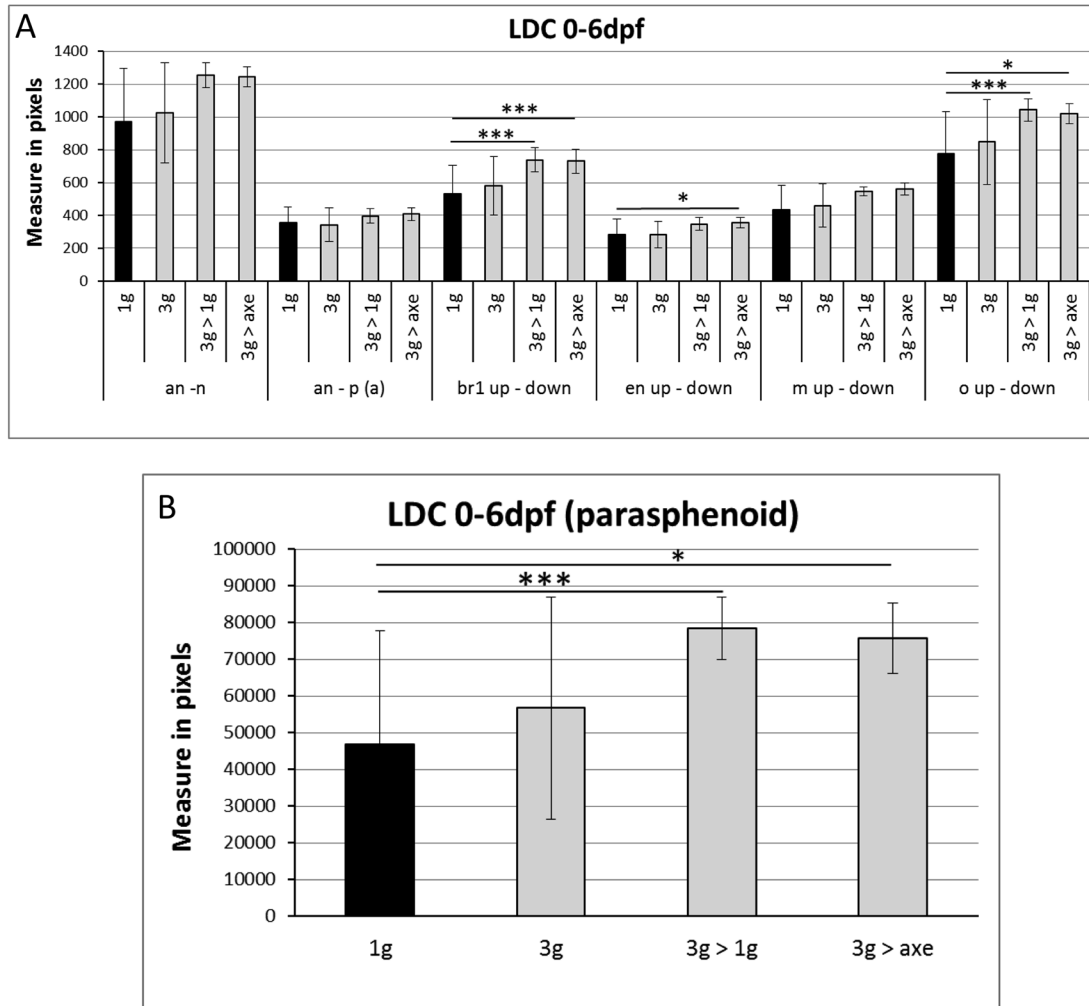 A
LDC 0-6dpf
Measure in pixels
1400
1200
1000
800
600
400
200
0
***
***
*
*
***
1g 3g 3g > 1g 3g > axe 1g 3g 3g > 1g 3g > axe 1g 3g 3g > 1g 3g > axe 1g 3g 3g > 1g 3g > axe 1g 3g 3g > 1g 3g > axe 1g 3g 3g > 1g 3g > axe
an -n an - p (a) br1 up - down en up - down m up - down o up - down
B
LDC 0-6dpf (parasphenoid)
Measure in pixels
100000
90000
80000
70000
60000
50000
40000
30000
20000
10000
0
*
***
1g 3g 3g > 1g 3g > axe